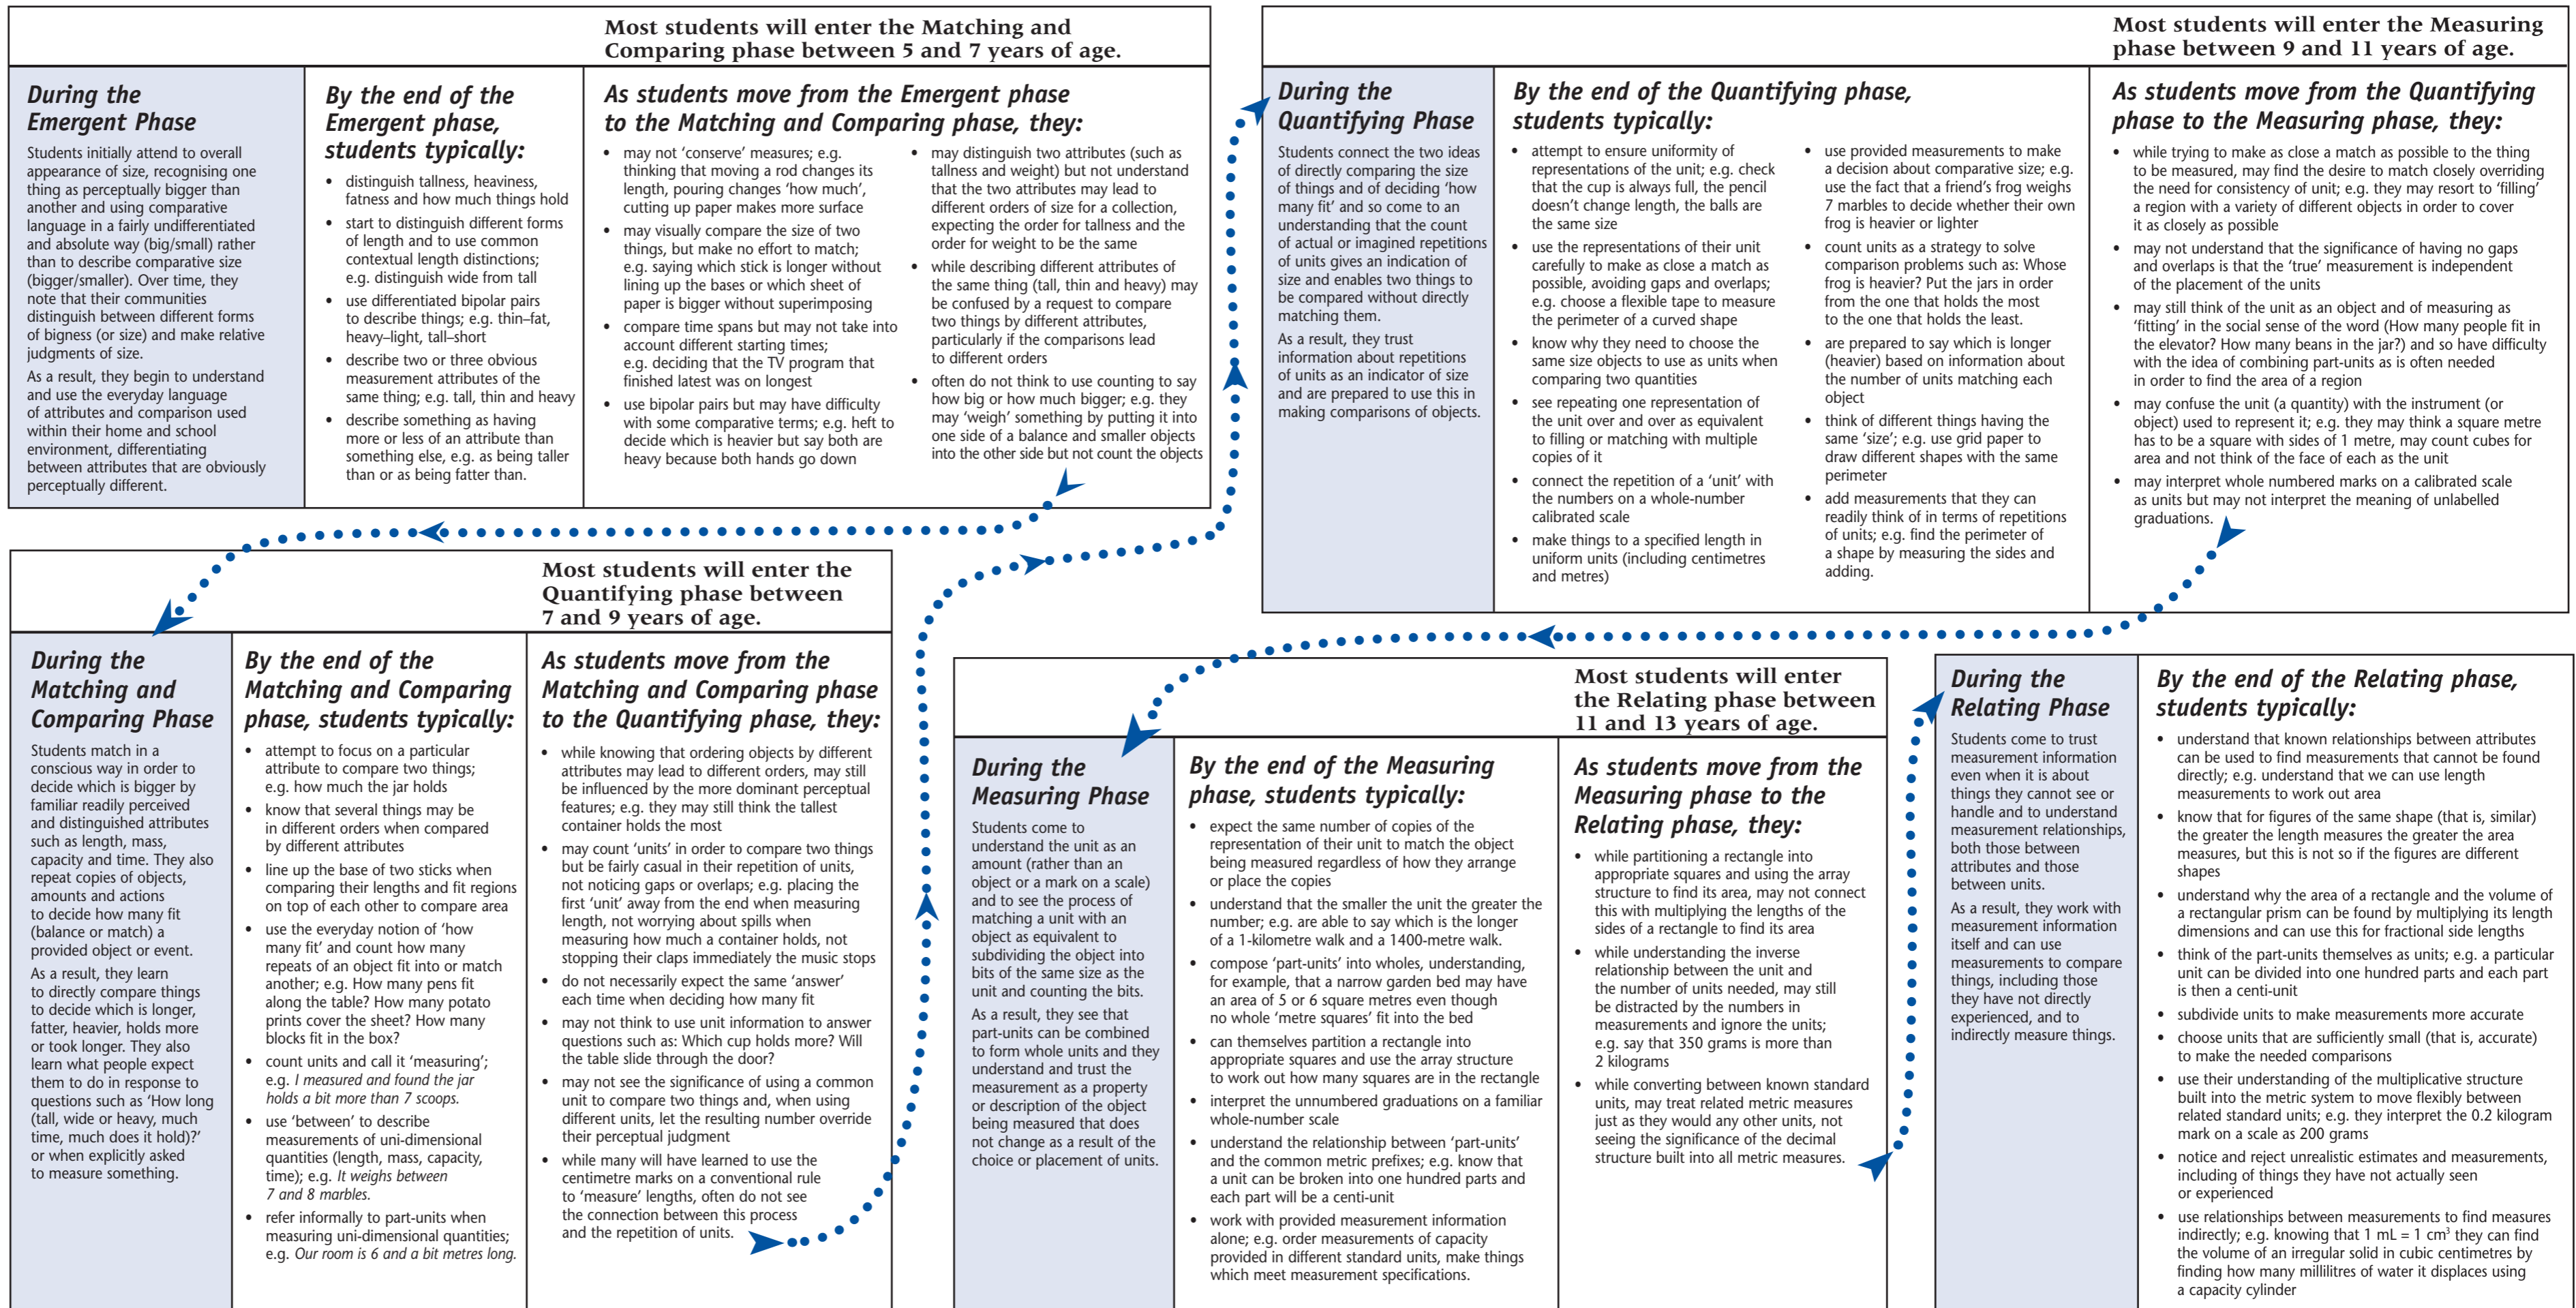 Most students will enter the Matching and
Comparing phase between 5 and 7 years of age.
During the
Emergent Phase
Students initially attend to overall
appearance of size, recognising one
thing as perceptually bigger than
another and using comparative
language in a fairly undifferentiated
and absolute way (big/small) rather
than to describe comparative size
(bigger/smaller). Over time, they
note that their communities
distinguish between different forms
of bigness (or size) and make relative
judgments of size.
As a result, they begin to understand
and use the everyday language
of attributes and comparison used
within their home and school
environment, differentiating
between attributes that are obviously
perceptually different.
By the end of the
Emergent phase,
students typically:
• distinguish tallness, heaviness,
fatness and how much things hold
• start to distinguish different forms
of length and to use common
contextual length distinctions;
e.g. distinguish wide from tall
• use differentiated bipolar pairs
to describe things; e.g. thin–fat,
heavy–light, tall–short
• describe two or three obvious
measurement attributes of the
same thing; e.g. tall, thin and heavy
• describe something as having
more or less of an attribute than
something else, e.g. as being taller
than or as being fatter than.
As students move from the Emergent phase
to the Matching and Comparing phase, they:
• may not ‘conserve’ measures; e.g.
thinking that moving a rod changes its
length, pouring changes ‘how much’,
cutting up paper makes more surface
• may visually compare the size of two
things, but make no effort to match;
e.g. saying which stick is longer without
lining up the bases or which sheet of
paper is bigger without superimposing
• compare time spans but may not take into
account different starting times;
e.g. deciding that the TV program that
finished latest was on longest
• use bipolar pairs but may have difficulty
with some comparative terms; e.g. heft to
decide which is heavier but say both are
heavy because both hands go down
• may distinguish two attributes (such as
tallness and weight) but not understand
that the two attributes may lead to
different orders of size for a collection,
expecting the order for tallness and the
order for weight to be the same
• while describing different attributes of
the same thing (tall, thin and heavy) may
be confused by a request to compare
two things by different attributes,
particularly if the comparisons lead
to different orders
• often do not think to use counting to say
how big or how much bigger; e.g. they
may ‘weigh’ something by putting it into
one side of a balance and smaller objects
into the other side but not count the objects
Most students will enter the
Quantifying phase between
7 and 9 years of age.
During the
Matching and
Comparing Phase
Students match in a
conscious way in order to
decide which is bigger by
familiar readily perceived
and distinguished attributes
such as length, mass,
capacity and time. They also
repeat copies of objects,
amounts and actions
to decide how many fit
(balance or match) a
provided object or event.
As a result, they learn
to directly compare things
to decide which is longer,
fatter, heavier, holds more
or took longer. They also
learn what people expect
them to do in response to
questions such as ‘How long
(tall, wide or heavy, much
time, much does it hold)?’
or when explicitly asked
to measure something.
By the end of the
Matching and Comparing
phase, students typically:
• attempt to focus on a particular
attribute to compare two things;
e.g. how much the jar holds
• know that several things may be
in different orders when compared
by different attributes
• line up the base of two sticks when
comparing their lengths and fit regions
on top of each other to compare area
• use the everyday notion of ‘how
many fit’ and count how many
repeats of an object fit into or match
another; e.g. How many pens fit
along the table? How many potato
prints cover the sheet? How many
blocks fit in the box?
• count units and call it ‘measuring’;
e.g. I measured and found the jar
holds a bit more than 7 scoops.
• use ‘between’ to describe
measurements of uni-dimensional
quantities (length, mass, capacity,
time); e.g. It weighs between
7 and 8 marbles.
• refer informally to part-units when
measuring uni-dimensional quantities;
e.g. Our room is 6 and a bit metres long.
As students move from the
Matching and Comparing phase
to the Quantifying phase, they:
• while knowing that ordering objects by different
attributes may lead to different orders, may still
be influenced by the more dominant perceptual
features; e.g. they may still think the tallest
container holds the most
• may count ‘units’ in order to compare two things
but be fairly casual in their repetition of units,
not noticing gaps or overlaps; e.g. placing the
first ‘unit’ away from the end when measuring
length, not worrying about spills when
measuring how much a container holds, not
stopping their claps immediately the music stops
• do not necessarily expect the same ‘answer’
each time when deciding how many fit
• may not think to use unit information to answer
questions such as: Which cup holds more? Will
the table slide through the door?
• may not see the significance of using a common
unit to compare two things and, when using
different units, let the resulting number override
their perceptual judgment
• while many will have learned to use the
centimetre marks on a conventional rule
to ‘measure’ lengths, often do not see
the connection between this process
and the repetition of units.
Most students will enter the Measuring
phase between 9 and 11 years of age.
During the
Quantifying Phase
Students connect the two ideas
of directly comparing the size
of things and of deciding ‘how
many fit’ and so come to an
understanding that the count
of actual or imagined repetitions
of units gives an indication of
size and enables two things to
be compared without directly
matching them.
As a result, they trust
information about repetitions
of units as an indicator of size
and are prepared to use this in
making comparisons of objects.
By the end of the Quantifying phase,
students typically:
• attempt to ensure uniformity of
representations of the unit; e.g. check
that the cup is always full, the pencil
doesn’t change length, the balls are
the same size
• use the representations of their unit
carefully to make as close a match as
possible, avoiding gaps and overlaps;
e.g. choose a flexible tape to measure
the perimeter of a curved shape
• know why they need to choose the
same size objects to use as units when
comparing two quantities
• see repeating one representation of
the unit over and over as equivalent
to filling or matching with multiple
copies of it
• connect the repetition of a ‘unit’ with
the numbers on a whole-number
calibrated scale
• make things to a specified length in
uniform units (including centimetres
and metres)
• use provided measurements to make
a decision about comparative size; e.g.
use the fact that a friend’s frog weighs
7 marbles to decide whether their own
frog is heavier or lighter
• count units as a strategy to solve
comparison problems such as: Whose
frog is heavier? Put the jars in order
from the one that holds the most
to the one that holds the least.
• are prepared to say which is longer
(heavier) based on information about
the number of units matching each
object
• think of different things having the
same ‘size’; e.g. use grid paper to
draw different shapes with the same
perimeter
• add measurements that they can
readily think of in terms of repetitions
of units; e.g. find the perimeter of
a shape by measuring the sides and
adding.
As students move from the Quantifying
phase to the Measuring phase, they:
• while trying to make as close a match as possible to the thing
to be measured, may find the desire to match closely overriding
the need for consistency of unit; e.g. they may resort to ‘filling’
a region with a variety of different objects in order to cover
it as closely as possible
• may not understand that the significance of having no gaps
and overlaps is that the ‘true’ measurement is independent
of the placement of the units
• may still think of the unit as an object and of measuring as
‘fitting’ in the social sense of the word (How many people fit in
the elevator? How many beans in the jar?) and so have difficulty
with the idea of combining part-units as is often needed
in order to find the area of a region
• may confuse the unit (a quantity) with the instrument (or
object) used to represent it; e.g. they may think a square metre
has to be a square with sides of 1 metre, may count cubes for
area and not think of the face of each as the unit
• may interpret whole numbered marks on a calibrated scale
as units but may not interpret the meaning of unlabelled
graduations.
Most students will enter
the Relating phase between
11 and 13 years of age.
During the
Measuring Phase
Students come to
understand the unit as an
amount (rather than an
object or a mark on a scale)
and to see the process of
matching a unit with an
object as equivalent to
subdividing the object into
bits of the same size as the
unit and counting the bits.
As a result, they see that
part-units can be combined
to form whole units and they
understand and trust the
measurement as a property
or description of the object
being measured that does
not change as a result of the
choice or placement of units.
By the end of the Measuring
phase, students typically:
• expect the same number of copies of the
representation of their unit to match the object
being measured regardless of how they arrange
or place the copies
• understand that the smaller the unit the greater the
number; e.g. are able to say which is the longer
of a 1-kilometre walk and a 1400-metre walk.
• compose ‘part-units’ into wholes, understanding,
for example, that a narrow garden bed may have
an area of 5 or 6 square metres even though
no whole ‘metre squares’ fit into the bed
• can themselves partition a rectangle into
appropriate squares and use the array structure
to work out how many squares are in the rectangle
• interpret the unnumbered graduations on a familiar
whole-number scale
• understand the relationship between ‘part-units’
and the common metric prefixes; e.g. know that
a unit can be broken into one hundred parts and
each part will be a centi-unit
• work with provided measurement information
alone; e.g. order measurements of capacity
provided in different standard units, make things
which meet measurement specifications.
As students move from the
Measuring phase to the
Relating phase, they:
• while partitioning a rectangle into
appropriate squares and using the array
structure to find its area, may not connect
this with multiplying the lengths of the
sides of a rectangle to find its area
• while understanding the inverse
relationship between the unit and
the number of units needed, may still
be distracted by the numbers in
measurements and ignore the units;
e.g. say that 350 grams is more than
2 kilograms
• while converting between known standard
units, may treat related metric measures
just as they would any other units, not
seeing the significance of the decimal
structure built into all metric measures.
During the
Relating Phase
Students come to trust
measurement information
even when it is about
things they cannot see or
handle and to understand
measurement relationships,
both those between
attributes and those
between units.
As a result, they work with
measurement information
itself and can use
measurements to compare
things, including those
they have not directly
experienced, and to
indirectly measure things.
By the end of the Relating phase,
students typically:
• understand that known relationships between attributes
can be used to find measurements that cannot be found
directly; e.g. understand that we can use length
measurements to work out area
• know that for figures of the same shape (that is, similar)
the greater the length measures the greater the area
measures, but this is not so if the figures are different
shapes
• understand why the area of a rectangle and the volume of
a rectangular prism can be found by multiplying its length
dimensions and can use this for fractional side lengths
• think of the part-units themselves as units; e.g. a particular
unit can be divided into one hundred parts and each part
is then a centi-unit
• subdivide units to make measurements more accurate
• choose units that are sufficiently small (that is, accurate)
to make the needed comparisons
• use their understanding of the multiplicative structure
built into the metric system to move flexibly between
related standard units; e.g. they interpret the 0.2 kilogram
mark on a scale as 200 grams
• notice and reject unrealistic estimates and measurements,
including of things they have not actually seen
or experienced
• use relationships between measurements to find measures
indirectly; e.g. knowing that 1 mL = 1 cm³ they can find
the volume of an irregular solid in cubic centimetres by
finding how many millilitres of water it displaces using
a capacity cylinder